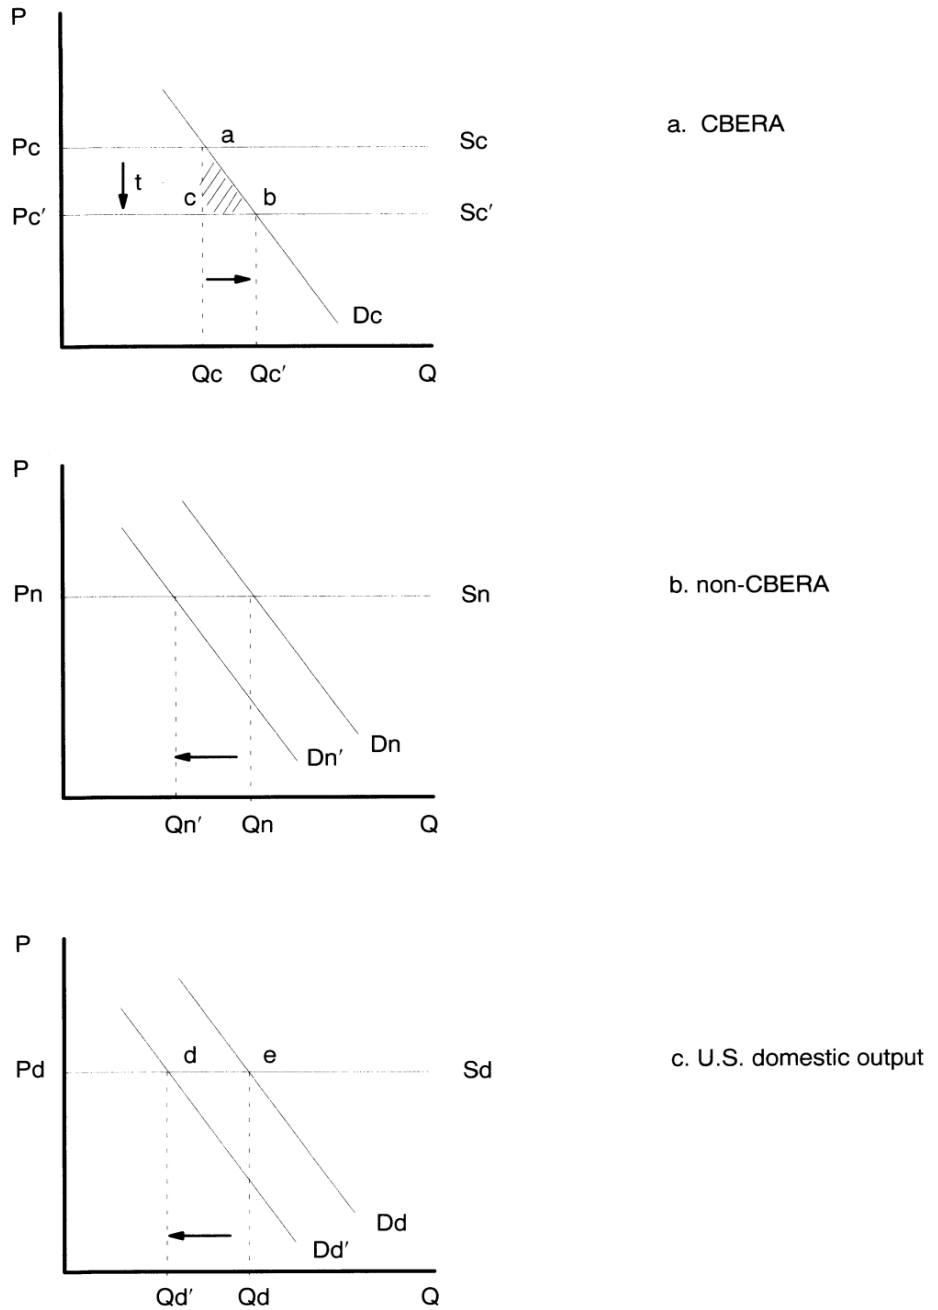 P
a. CBERA
a
Pc Sc
t
c b
Pc′ Sc′
Dc
Qc Qc′ Q
P
Pn Sn b. non-CBERA
Dn′ Dn
Qn′ Qn Q
P
d e
Pd Sd c. U.S. domestic output
Dd′ Dd
Qd′ Qd Q